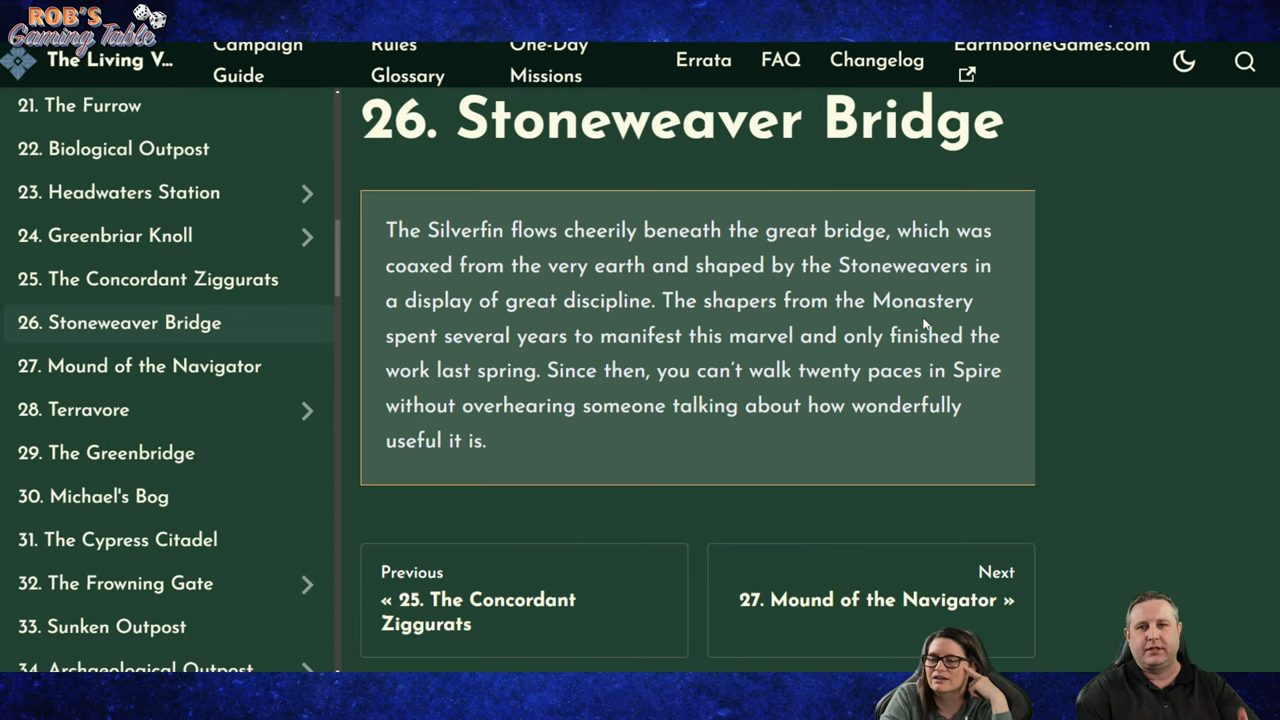 ROB'S
Gaming Table
The Living V...
Campaign
Guide
Rules
Glossary
One-Day
Missions
Errata
FAQ
Changelog
EarthborneGames.com
21. The Furrow
22. Biological Outpost
23. Headwaters Station
24. Greenbriar Knoll
25. The Concordant Ziggurats
26. Stoneweaver Bridge
27. Mound of the Navigator
28. Terravore
29. The Greenbridge
30. Michael's Bog
31. The Cypress Citadel
32. The Frowning Gate
33. Sunken Outpost
34. Archaeological Outpost
26. Stoneweaver Bridge
The Silverfin flows cheerily beneath the great bridge, which was
coaxed from the very earth and shaped by the Stoneweavers in
a display of great discipline. The shapers from the Monastery
spent several years to manifest this marvel and only finished the
work last spring. Since then, you can't walk twenty paces in Spire
without overhearing someone talking about how wonderfully
useful it is.
Previous
« 25. The Concordant
Ziggurats
Next
27. Mound of the Navigator »